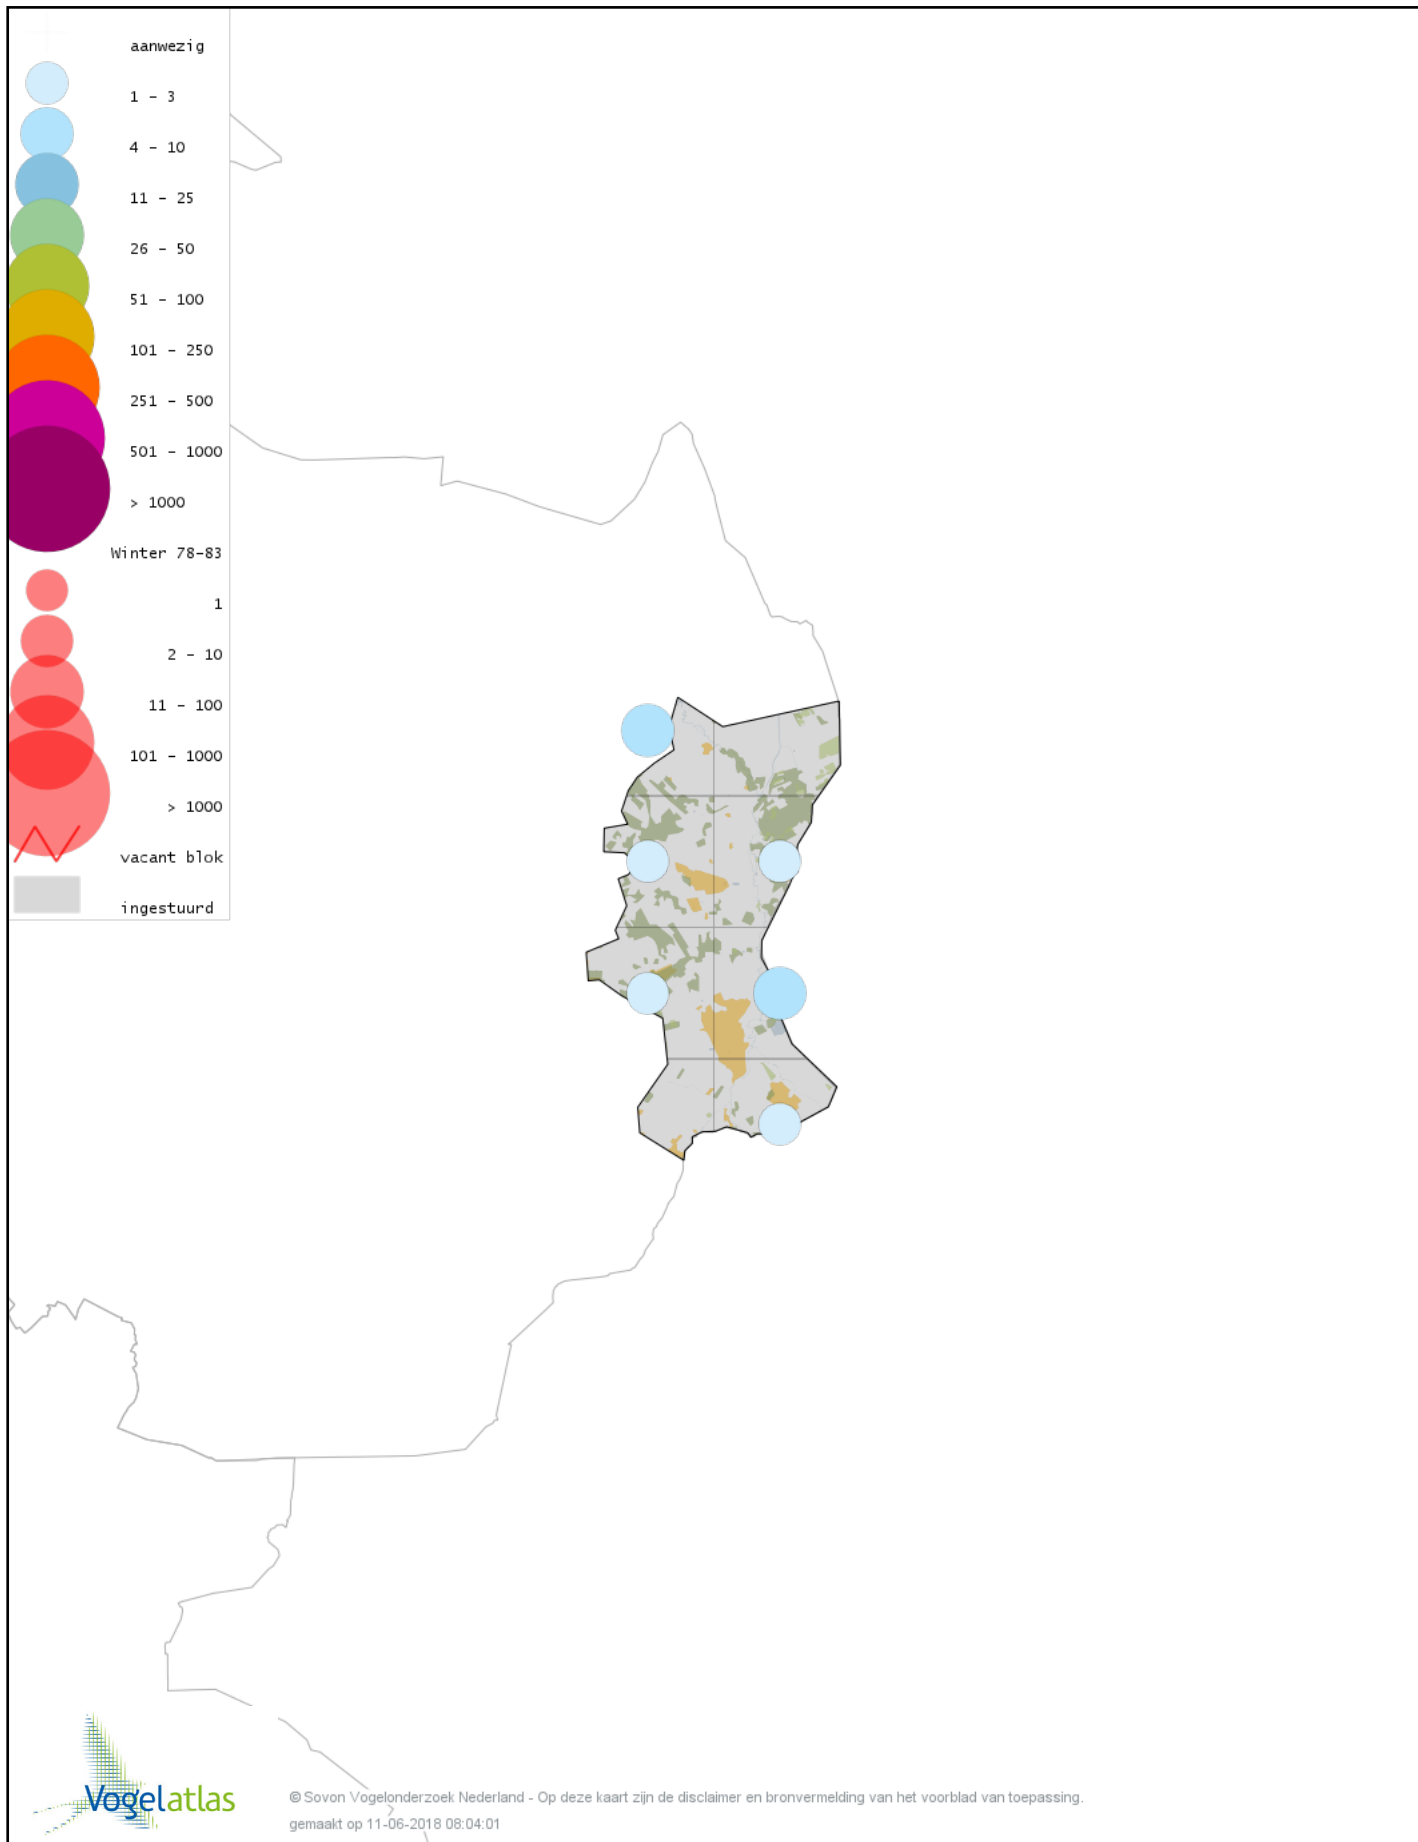 aanwezig
1 - 3
4 - 10
11 - 25
26 - 50
51 - 100
101 - 250
251 - 500
501 - 1000
> 1000
Winter 78-83
1
2 - 10
11 - 100
101 - 1000
> 1000
vacant blok
ingestuurd
Vogelatlas
© Sovon Vogelonderzoek Nederland - Op deze kaart zijn de disclaimer en bronvermelding van het voorblad van toepassing.
gemaakt op 11-06-2018 08:04:01